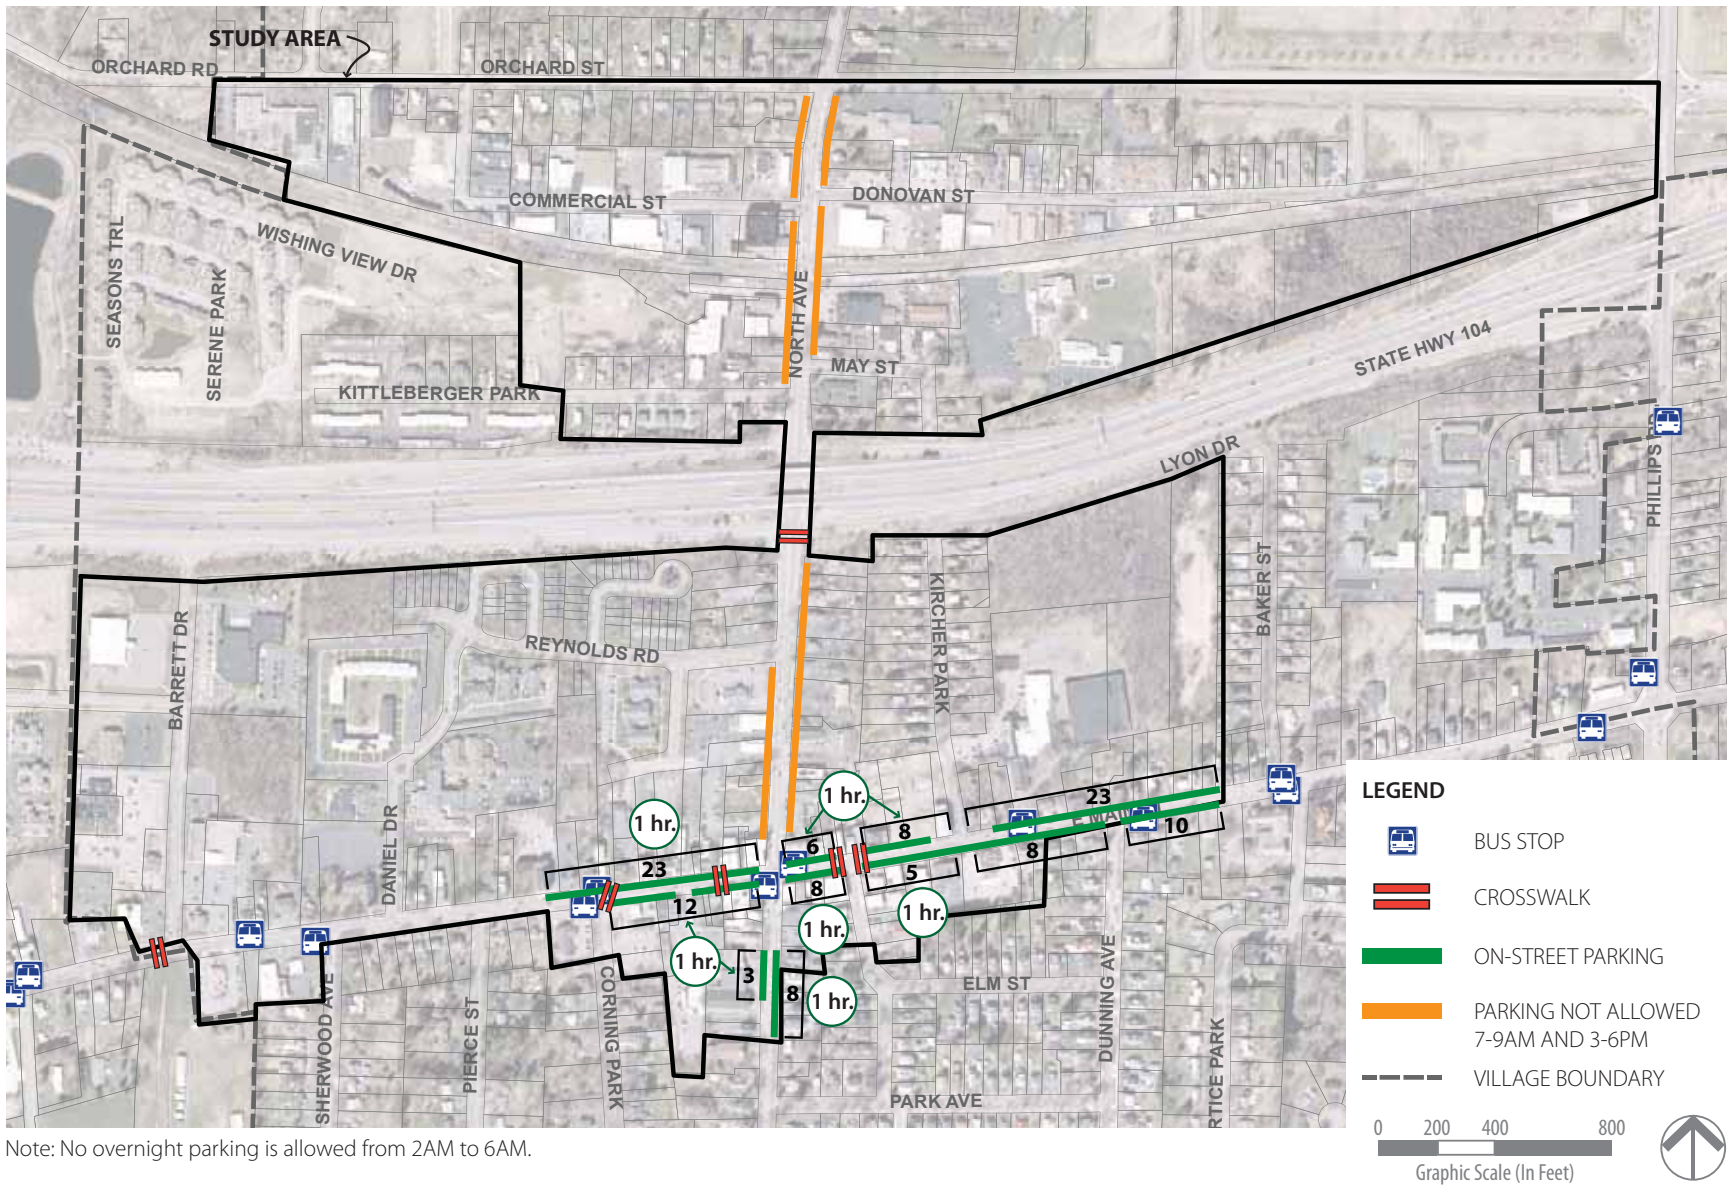 STUDY AREA
ORCHARD RD
ORCHARD ST
COMMERCIAL ST
DONOVAN ST
WISHING VIEW DR
SEASONS TRL
SERENE PARK
NORTH AVE
MAY ST
KITTLEBERGER PARK
STATE HWY 104
LYON DR
PHILLIPS RD
BAKER ST
KIRCHER PARK
REYNOLDS RD
BARRETT DR
DANIEL DR
1 hr.
1 hr.
23
6
8
23
E MAIN
10
8
23
12
8
5
1 hr.
1 hr.
1 hr.
3
8
1 hr.
ELM ST
DUNNING AVE
SHERWOOD AVE
PIERCE ST
CORNING PARK
PARK AVE
RTICE PARK
LEGEND
BUS STOP
CROSSWALK
ON-STREET PARKING
PARKING NOT ALLOWED
7-9AM AND 3-6PM
VILLAGE BOUNDARY
0 200 400 800
Graphic Scale (In Feet)
Note: No overnight parking is allowed from 2AM to 6AM.